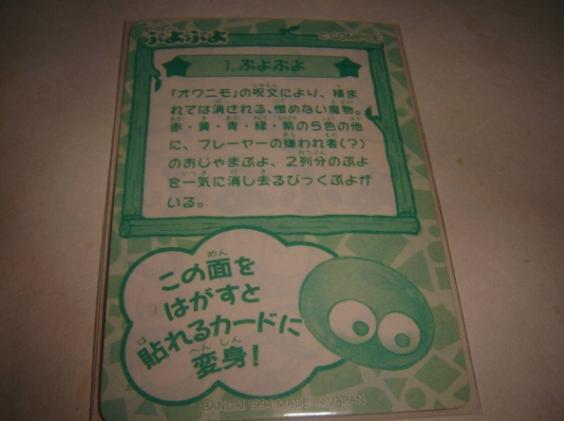 ぷよぷよ
© COMPILE
1. ぷよぷよ
「オワニモ」の呪文により、積ま
れては消される、憎めない魔物。
赤・黄・青・緑・紫の5色の他
に、プレーヤーの嫌われ者(?)
のおじゃまぷよ、2列分のぷよ
を一気に消し去るびっくぷよが
いる。
この面を
はがすと
貼れるカードに
変身!
BANDAI 1994 MADE IN JAPAN